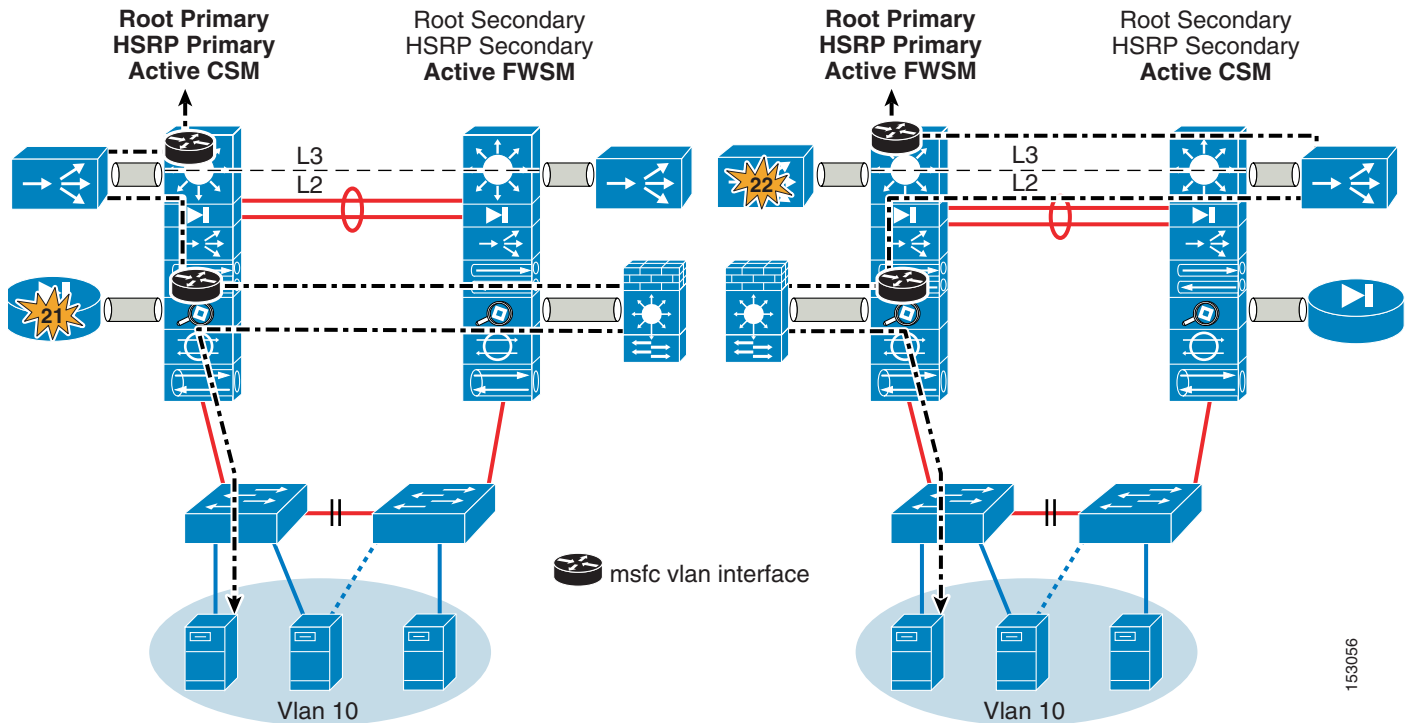 Root Primary
HSRP Primary
Active CSM
Root Secondary
HSRP Secondary
Active FWSM
Root Primary
HSRP Primary
Active FWSM
Root Secondary
HSRP Secondary
Active CSM
L3
L2
L3
L2
22
21
msfc vlan interface
Vlan 10
Vlan 10
153056